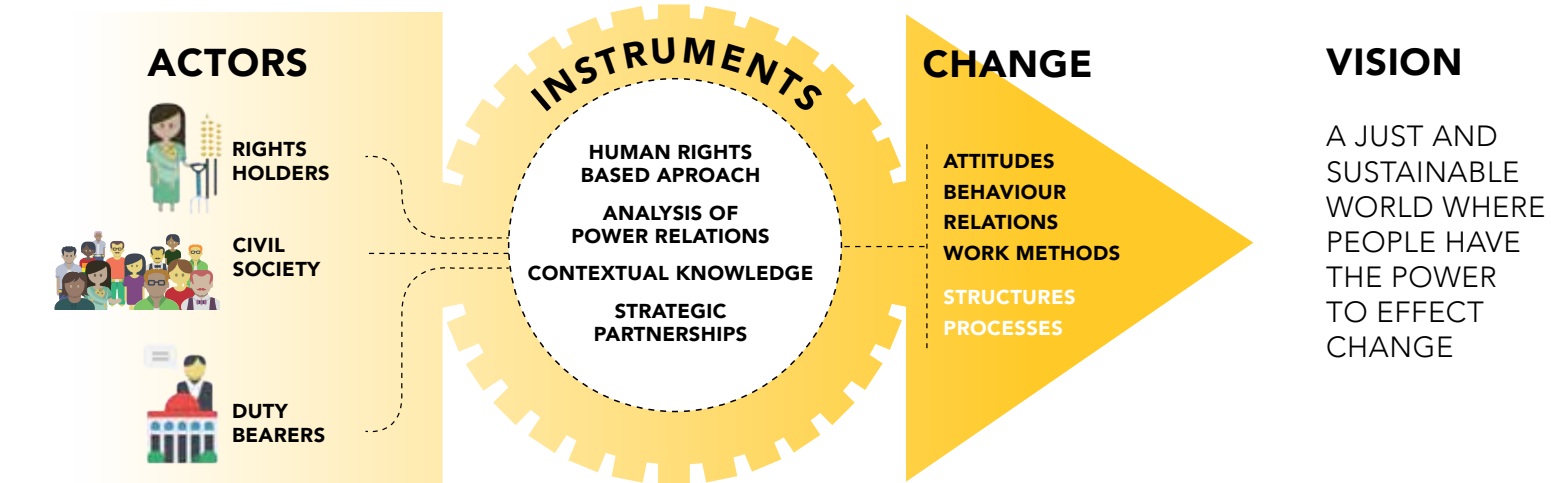 ACTORS
RIGHTS
HOLDERS
CIVIL
SOCIETY
DUTY
BEARERS
INSTRUMENTS
HUMAN RIGHTS
BASED APROACH
ANALYSIS OF
POWER RELATIONS
CONTEXTUAL KNOWLEDGE
STRATEGIC
PARTNERSHIPS
CHANGE
ATTITUDES
BEHAVIOUR
RELATIONS
WORK METHODS
STRUCTURES
PROCESSES
VISION
A JUST AND
SUSTAINABLE
WORLD WHERE
PEOPLE HAVE
THE POWER
TO EFFECT
CHANGE